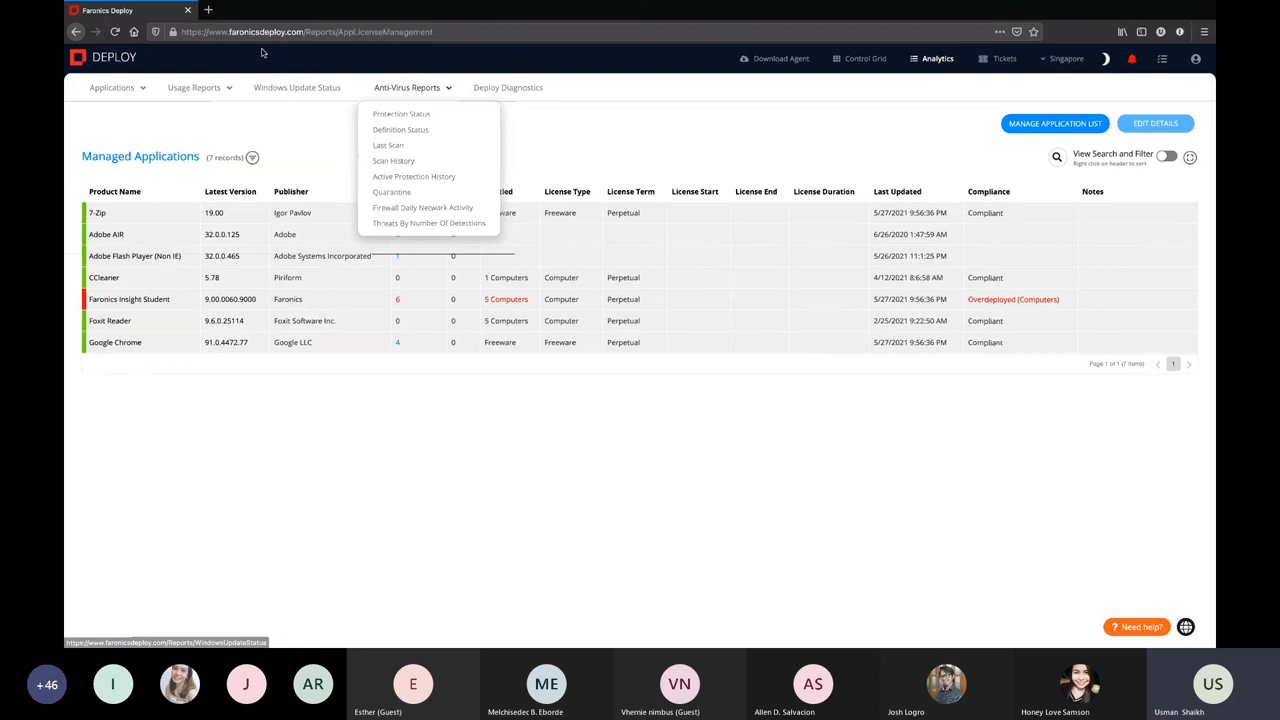 Faronics Deploy
https://www.faronicsdeploy.com/Reports/AppLicenseManagement
DEPLOY
Download Agent
Control Grid
Analytics
Tickets
Singapore
Applications
Usage Reports
Windows Update Status
Anti-Virus Reports
Deploy Diagnostics
Protection Status
Definition Status
Last Scan
Scan History
Active Protection History
Quarantine
Firewall Daily Network Activity
Threats By Number Of Detections
MANAGE APPLICATION LIST
EDIT DETAILS
Managed Applications (7 records)
View Search and Filter
Right click on header to sort
Product Name Latest Version Publisher License Type License Term License Start License End License Duration Last Updated Compliance Notes
7-Zip 19.00 Igor Pavlov Freeware Perpetual 5/27/2021 9:56:36 PM Compliant
Adobe AIR 32.0.0.125 Adobe 6/26/2020 1:47:59 AM
Adobe Flash Player (Non IE) 32.0.0.465 Adobe Systems Incorporated 1 0 5/26/2021 11:1:25 PM
CCleaner 5.78 Piriform 0 0 1 Computers Computer Perpetual 4/12/2021 8:6:58 AM Compliant
Faronics Insight Student 9.00.0060.9000 Faronics 6 0 5 Computers Computer Perpetual 5/27/2021 9:56:36 PM Overdeployed (Computers)
Foxit Reader 9.6.0.25114 Foxit Software Inc. 0 0 5 Computers Computer Perpetual 2/25/2021 9:22:50 AM Compliant
Google Chrome 91.0.4472.77 Google LLC 4 0 Freeware Freeware Perpetual 5/27/2021 9:56:36 PM Compliant
Page 1 of 1 (7 items) 1
? Need help?
https://www.faronicsdeploy.com/Reports/WindowsUpdateStatus
+46
I
J
AR
E
ME
VN
AS
US
Esther (Guest)
Melchisedec B. Eborde
Vhernie nimbus (Guest)
Allen D. Salvacion
Josh Logro
Honey Love Samson
Usman Shaikh